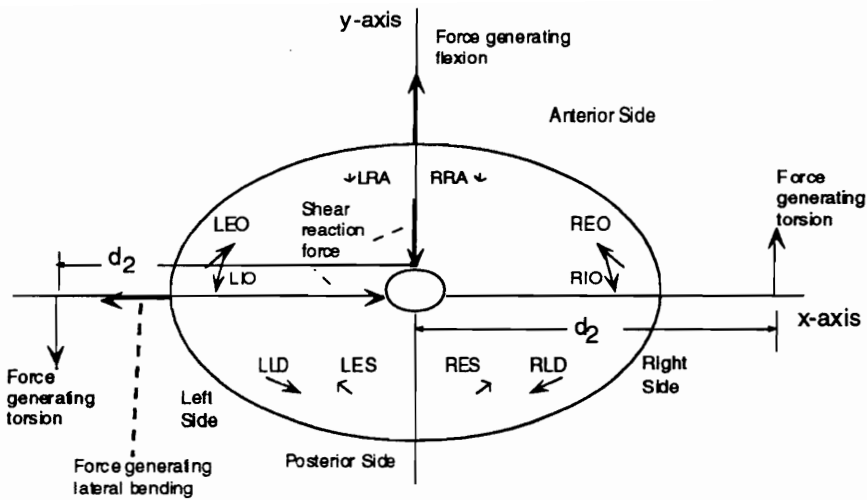 y-axis
Force generating
flexion
Anterior Side
LRA
RRA
Force
generating
torsion
Shear
reaction
force
LEO
REO
d2
LIO
RIO
d2
x-axis
LLD
LES
RES
RLD
Right
Side
Force
generating
torsion
Left
Side
Posterior Side
Force generating
lateral bending